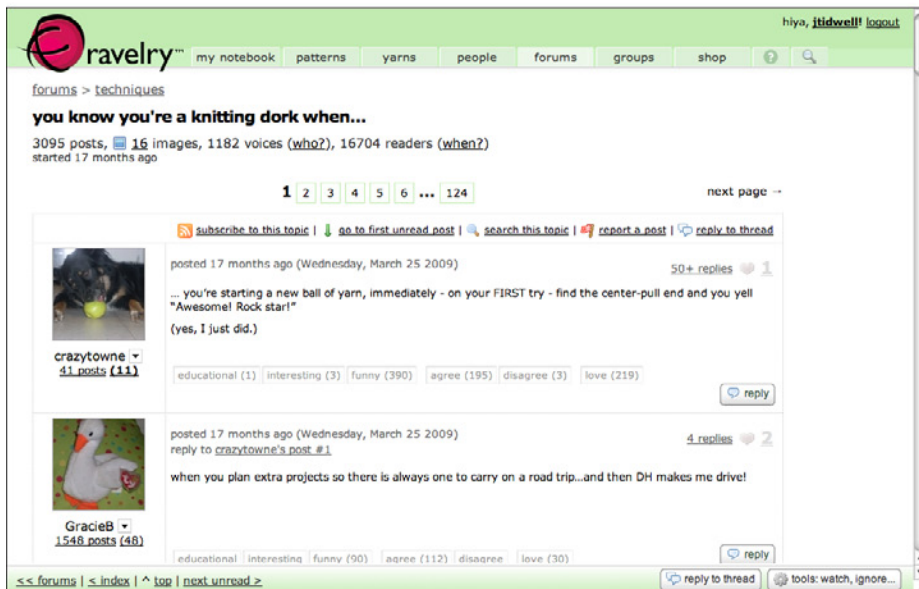 hiya, jtidwell! logout
ravelry™
my notebook patterns yarns people forums groups shop ?
forums > techniques
you know you're a knitting dork when...
3095 posts, 16 images, 1182 voices (who?), 16704 readers (when?)
started 17 months ago
1 2 3 4 5 6 ... 124 next page →
subscribe to this topic | go to first unread post | search this topic | report a post | reply to thread
posted 17 months ago (Wednesday, March 25 2009)
50+ replies 1
... you're starting a new ball of yarn, immediately - on your FIRST try - find the center-pull end and you yell
"Awesome! Rock star!"
(yes, I just did.)
crazytowne
41 posts (11)
educational (1) interesting (3) funny (390) agree (195) disagree (3) love (219)
reply
posted 17 months ago (Wednesday, March 25 2009)
4 replies 2
reply to crazytowne's post #1
when you plan extra projects so there is always one to carry on a road trip...and then DH makes me drive!
GracieB
1548 posts (48)
educational interesting funny (90) agree (112) disagree love (30)
reply
<< forums | < index | ^ top | next unread > reply to thread tools: watch, ignore...